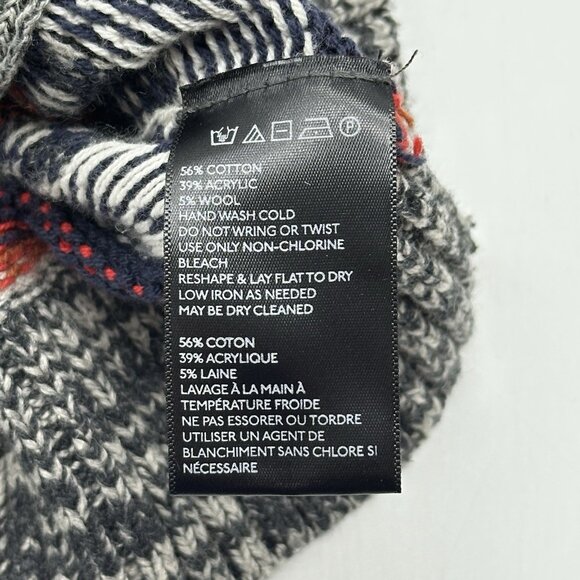 56% COTTON
39% ACRYLIC
5% WOOL
HAND WASH COLD
DO NOT WRING OR TWIST
USE ONLY NON-CHLORINE
BLEACH
RESHAPE & LAY FLAT TO DRY
LOW IRON AS NEEDED
MAY BE DRY CLEANED
56% COTON
39% ACRYLIQUE
5% LAINE
LAVAGE À LA MAIN À
TEMPÉRATURE FROIDE
NE PAS ESSORER OU TORDRE
UTILISER UN AGENT DE
BLANCHIMENT SANS CHLORE SI
NÉCESSAIRE